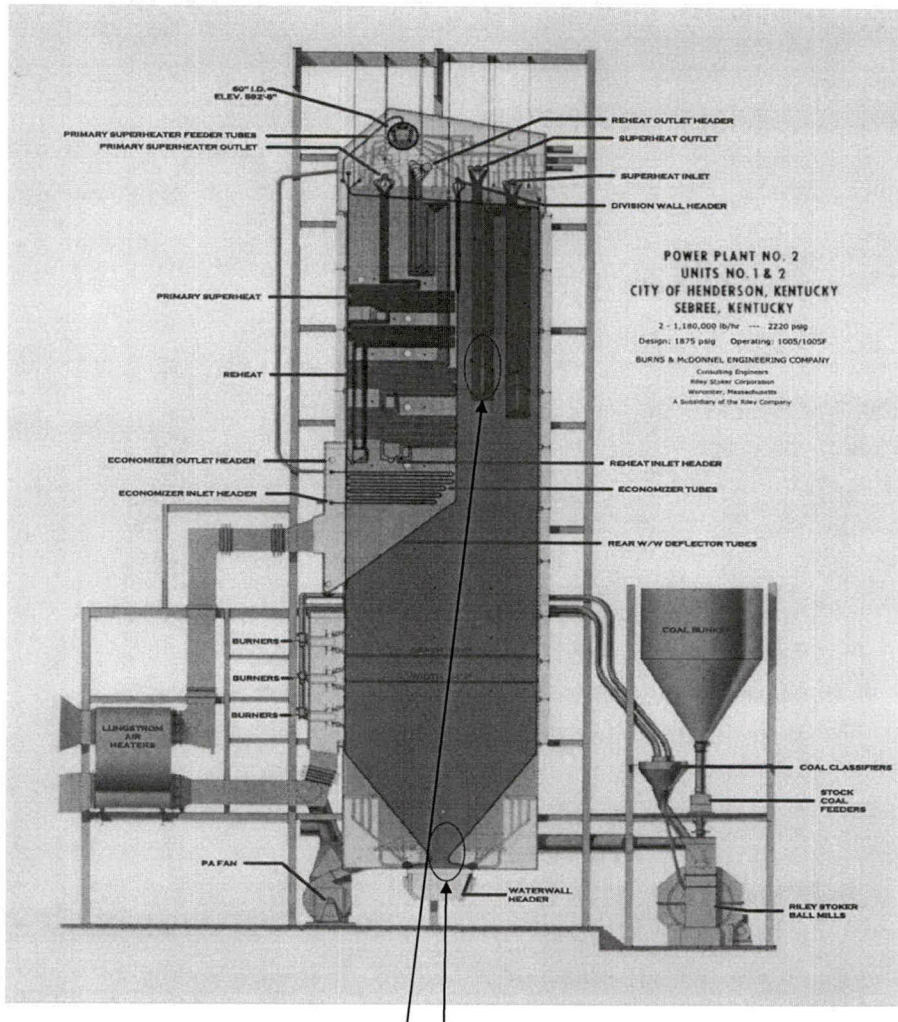 60" I.D.
ELEV. 582'-8"
PRIMARY SUPERHEATER FEEDER TUBES
PRIMARY SUPERHEATER OUTLET
REHEAT OUTLET HEADER
SUPERHEAT OUTLET
SUPERHEAT INLET
DIVISION WALL HEADER
POWER PLANT NO. 2
UNITS NO. 1 & 2
CITY OF HENDERSON, KENTUCKY
SEBREE, KENTUCKY
2 - 1,180,000 lb/hr --- 2220 psig
Design: 1875 psig Operating: 1005/1005F
BURNS & McDONNEL ENGINEERING COMPANY
Consulting Engineers
Riley Stoker Corporation
Worcester, Massachusetts
A Subsidiary of the Riley Company
PRIMARY SUPERHEAT
REHEAT
ECONOMIZER OUTLET HEADER
ECONOMIZER INLET HEADER
REHEAT INLET HEADER
ECONOMIZER TUBES
REAR W/W DEFLECTOR TUBES
BURNERS
BURNERS
BURNERS
LUNGSTROM
AIR
HEATERS
COAL BUNKER
COAL CLASSIFIERS
STOCK
COAL
FEEDERS
PA FAN
WATERWALL
HEADER
RILEY STOKER
BALL MILLS